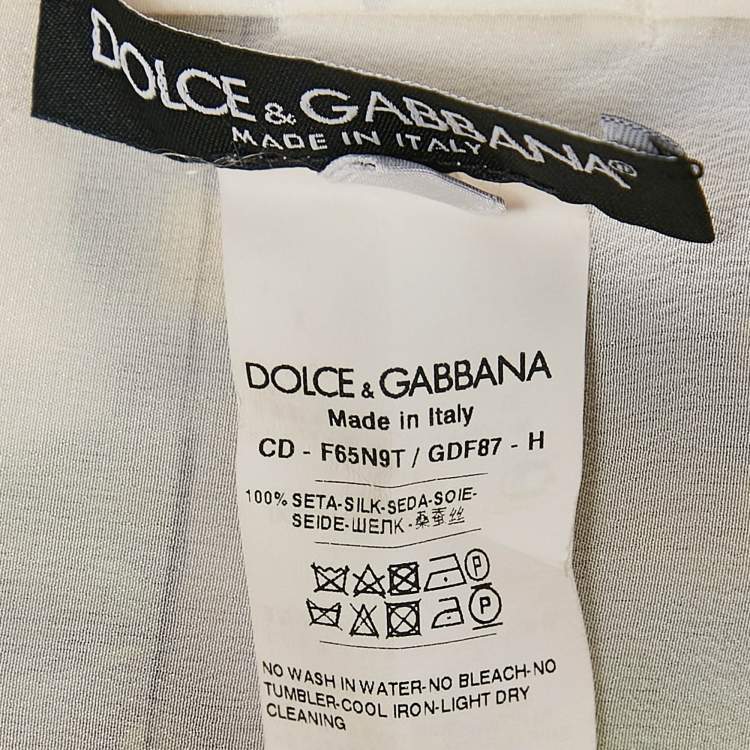 DOLCE & GABBANA®
MADE IN ITALY
DOLCE & GABBANA
Made in Italy
CD - F65N9T / GDF87 - H
100% SETA-SILK-SEDA-SOIE-
SEIDE-ШЕЛК-桑蚕丝
P
P
NO WASH IN WATER-NO BLEACH-NO
TUMBLER-COOL IRON-LIGHT DRY
CLEANING